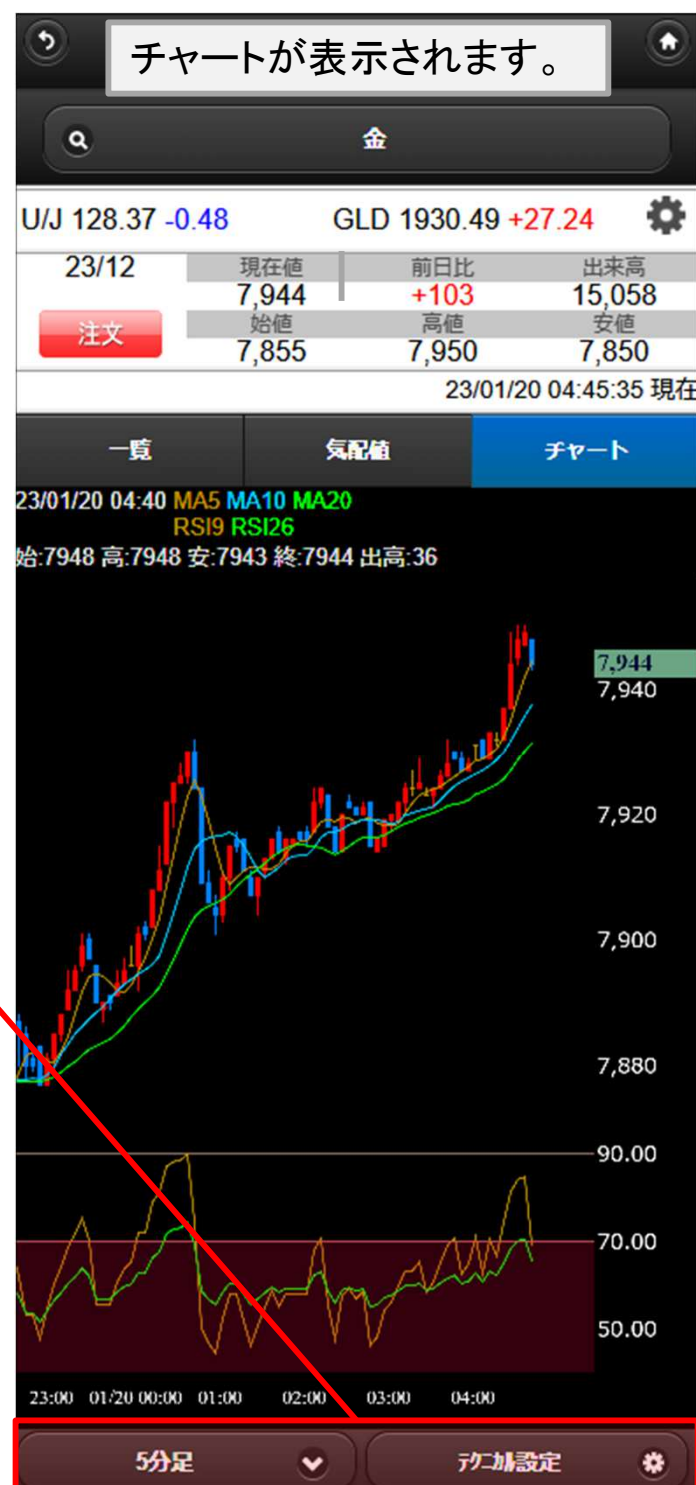 チャートが表示されます。
金
U/J 128.37 -0.48 GLD 1930.49 +27.24
23/12 現在値 前日比 出来高
7,944 +103 15,058
注文 始値 高値 安値
7,855 7,950 7,850
23/01/20 04:45:35 現在
一覧 気配値 チャート
23/01/20 04:40 MA5 MA10 MA20
RSI9 RSI26
始:7948 高:7948 安:7943 終:7944 出高:36
7,944
7,940
7,920
7,900
7,880
90.00
70.00
50.00
23:00 01/20 00:00 01:00 02:00 03:00 04:00
5分足 ﾃｸﾆｶﾙ設定